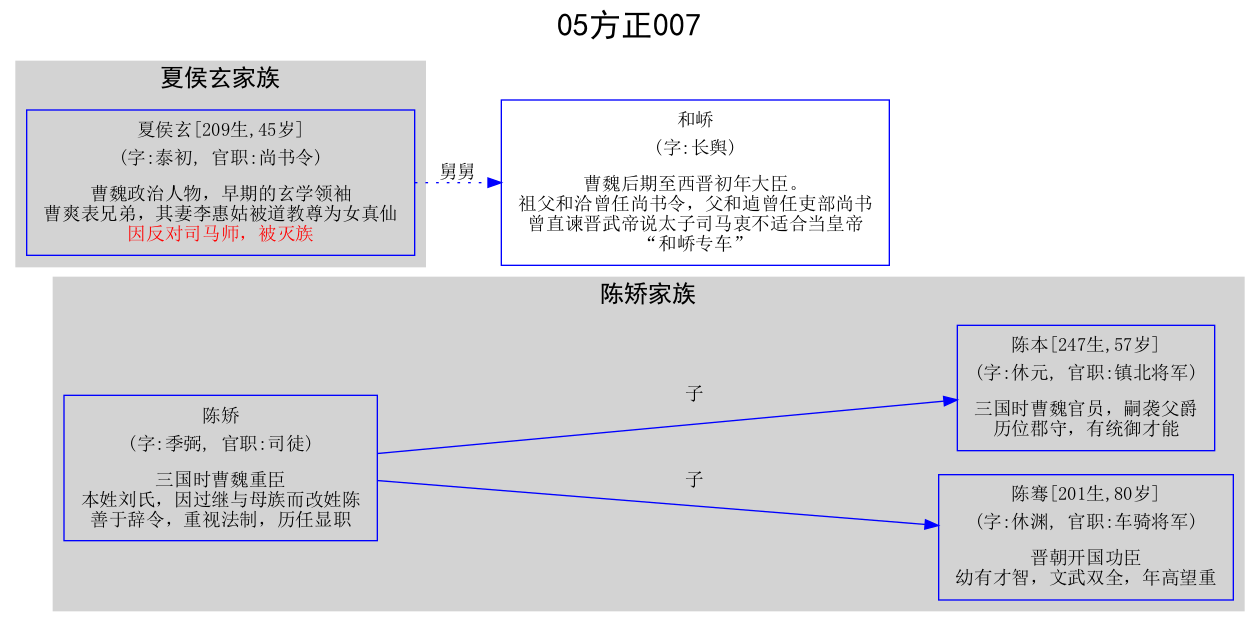 05方正007
夏侯玄家族
夏侯玄[209生,45岁]
(字:泰初, 官职:尚书令)
曹魏政治人物，早期的玄学领袖
曹爽表兄弟，其妻李惠姑被道教尊为女真仙
因反对司马师，被灭族
舅舅
和峤
(字:长舆)
曹魏后期至西晋初年大臣。
祖父和洽曾任尚书令，父和逌曾任吏部尚书
曾直谏晋武帝说太子司马衷不适合当皇帝
“和峤专车”
陈矫家族
陈矫
(字:季弼, 官职:司徒)
三国时曹魏重臣
本姓刘氏，因过继与母族而改姓陈
善于辞令，重视法制，历任显职
子
子
陈本[247生,57岁]
(字:休元, 官职:镇北将军)
三国时曹魏官员，嗣袭父爵
历位郡守，有统御才能
陈骞[201生,80岁]
(字:休渊, 官职:车骑将军)
晋朝开国功臣
幼有才智，文武双全，年高望重